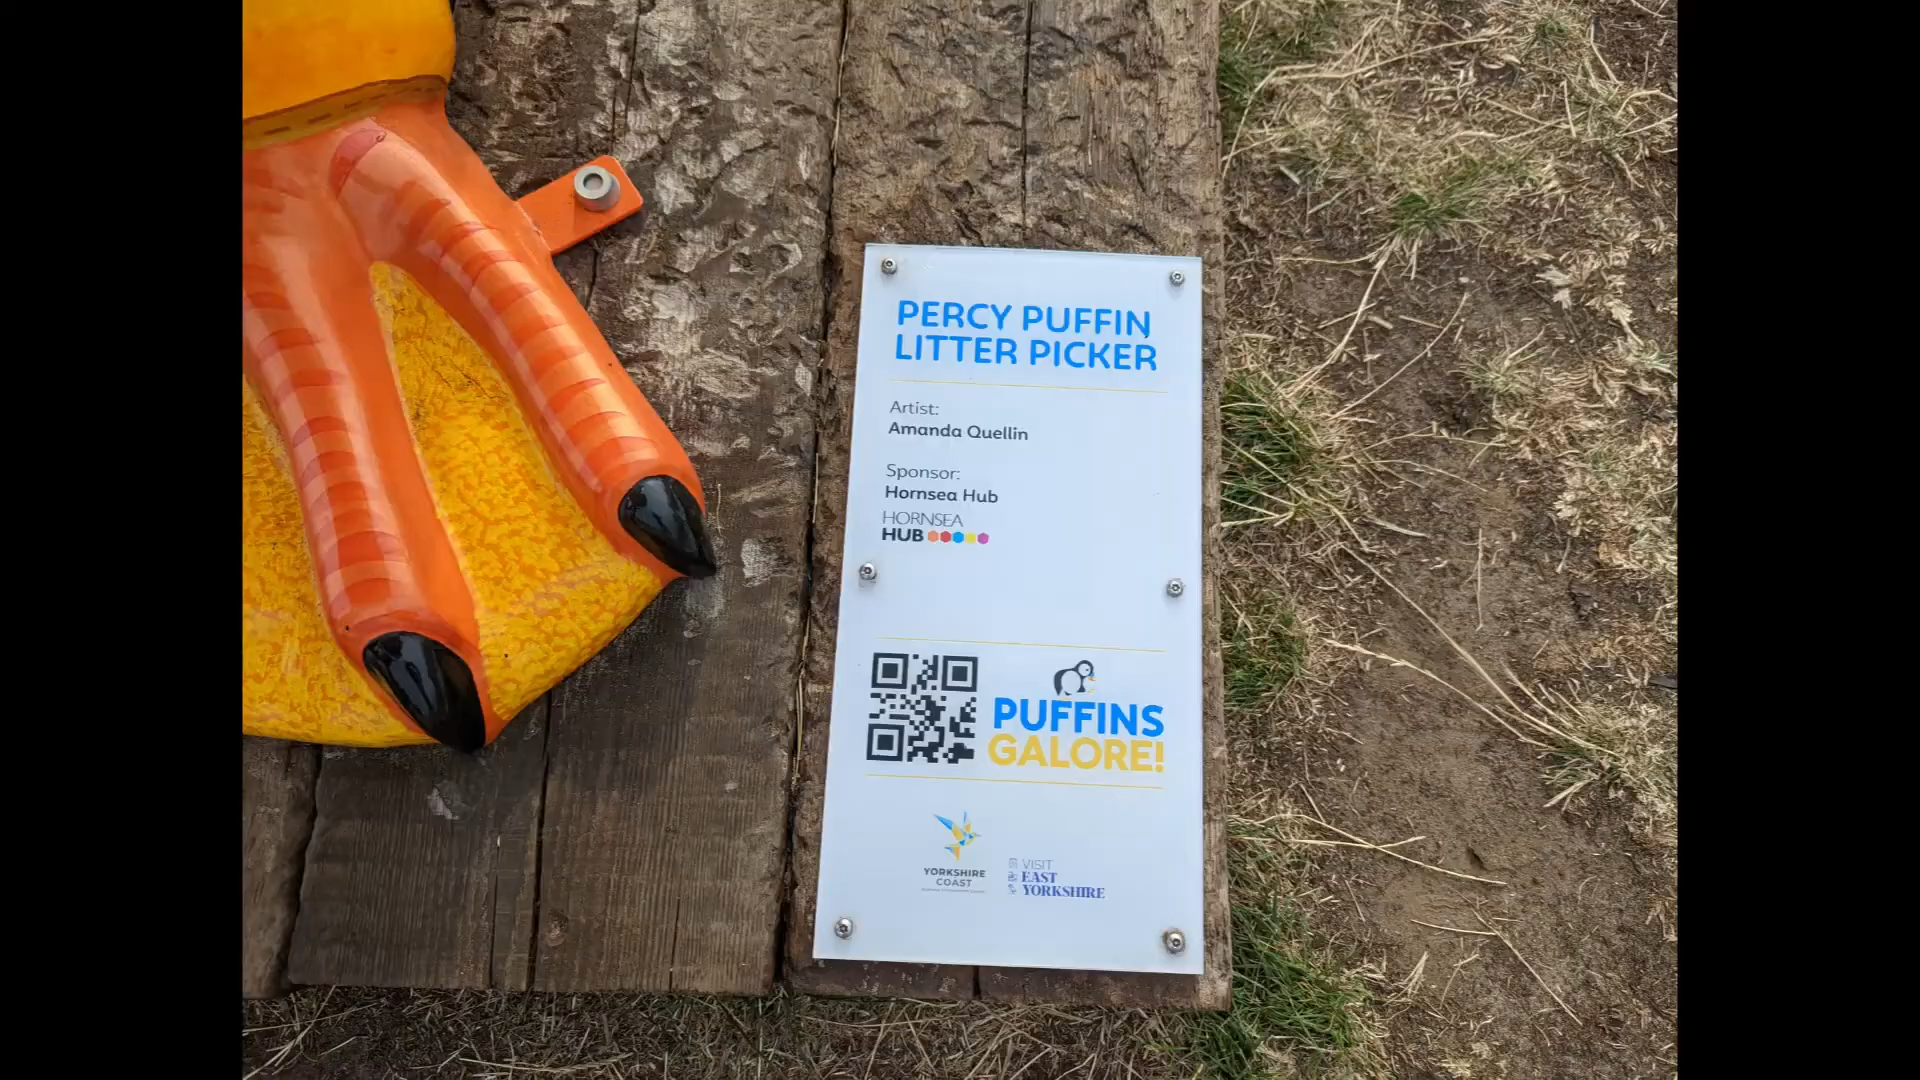 PERCY PUFFIN
LITTER PICKER
Artist:
Amanda Quellin
Sponsor:
Hornsea Hub
HORNSEA
HUB
PUFFINS
GALORE!
YORKSHIRE
COAST
VISIT
EAST
YORKSHIRE